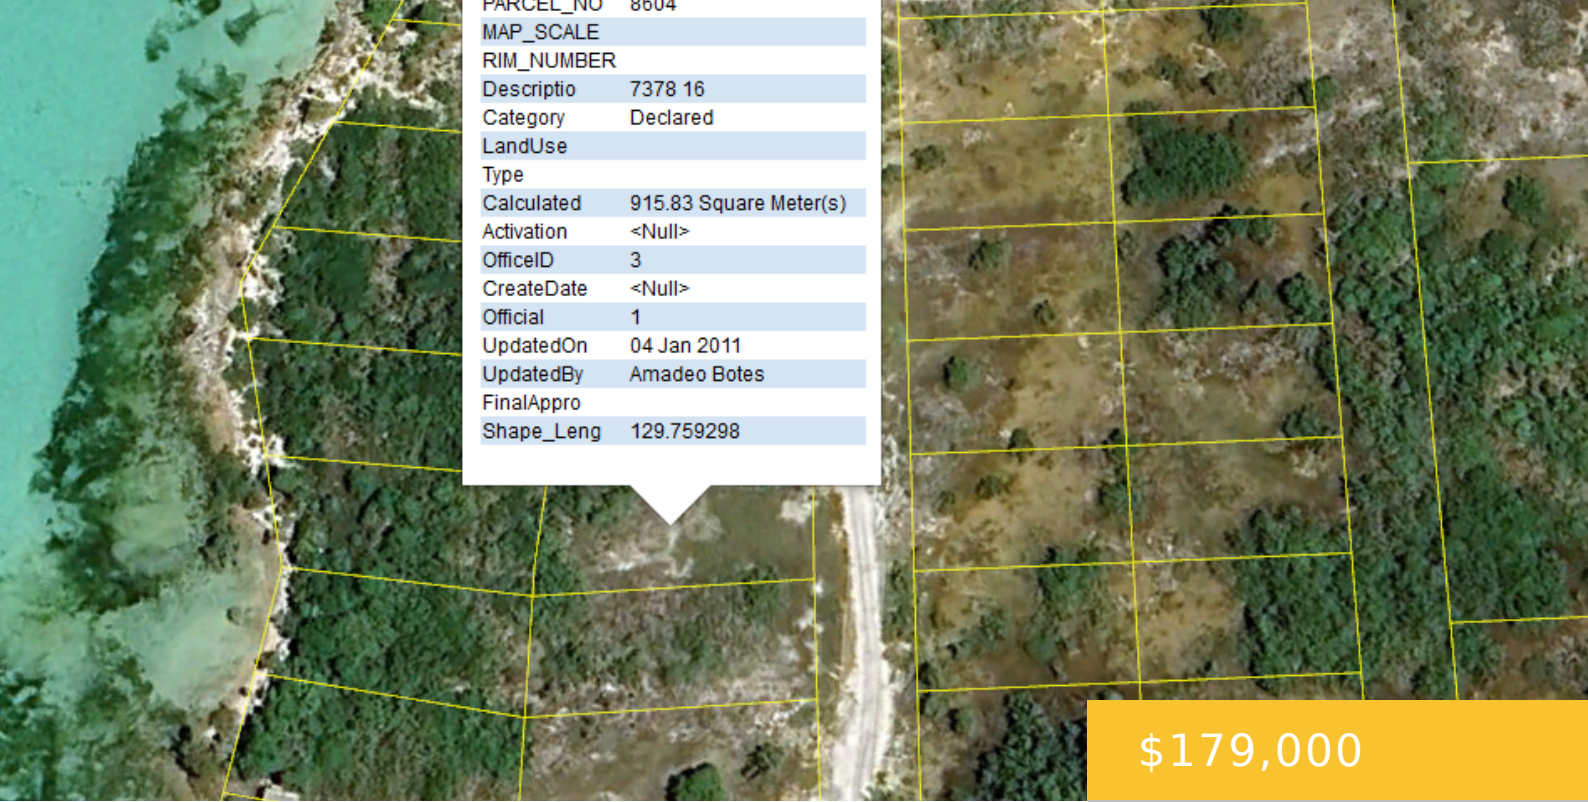 PARCEL_NO 8604
MAP_SCALE
RIM_NUMBER
Descriptio 7378 16
Category Declared
LandUse
Type
Calculated 915.83 Square Meter(s)
Activation <Null>
OfficeID 3
CreateDate <Null>
Official 1
UpdatedOn 04 Jan 2011
UpdatedBy Amadeo Botes
FinalAppro
Shape_Leng 129.759298
$179,000